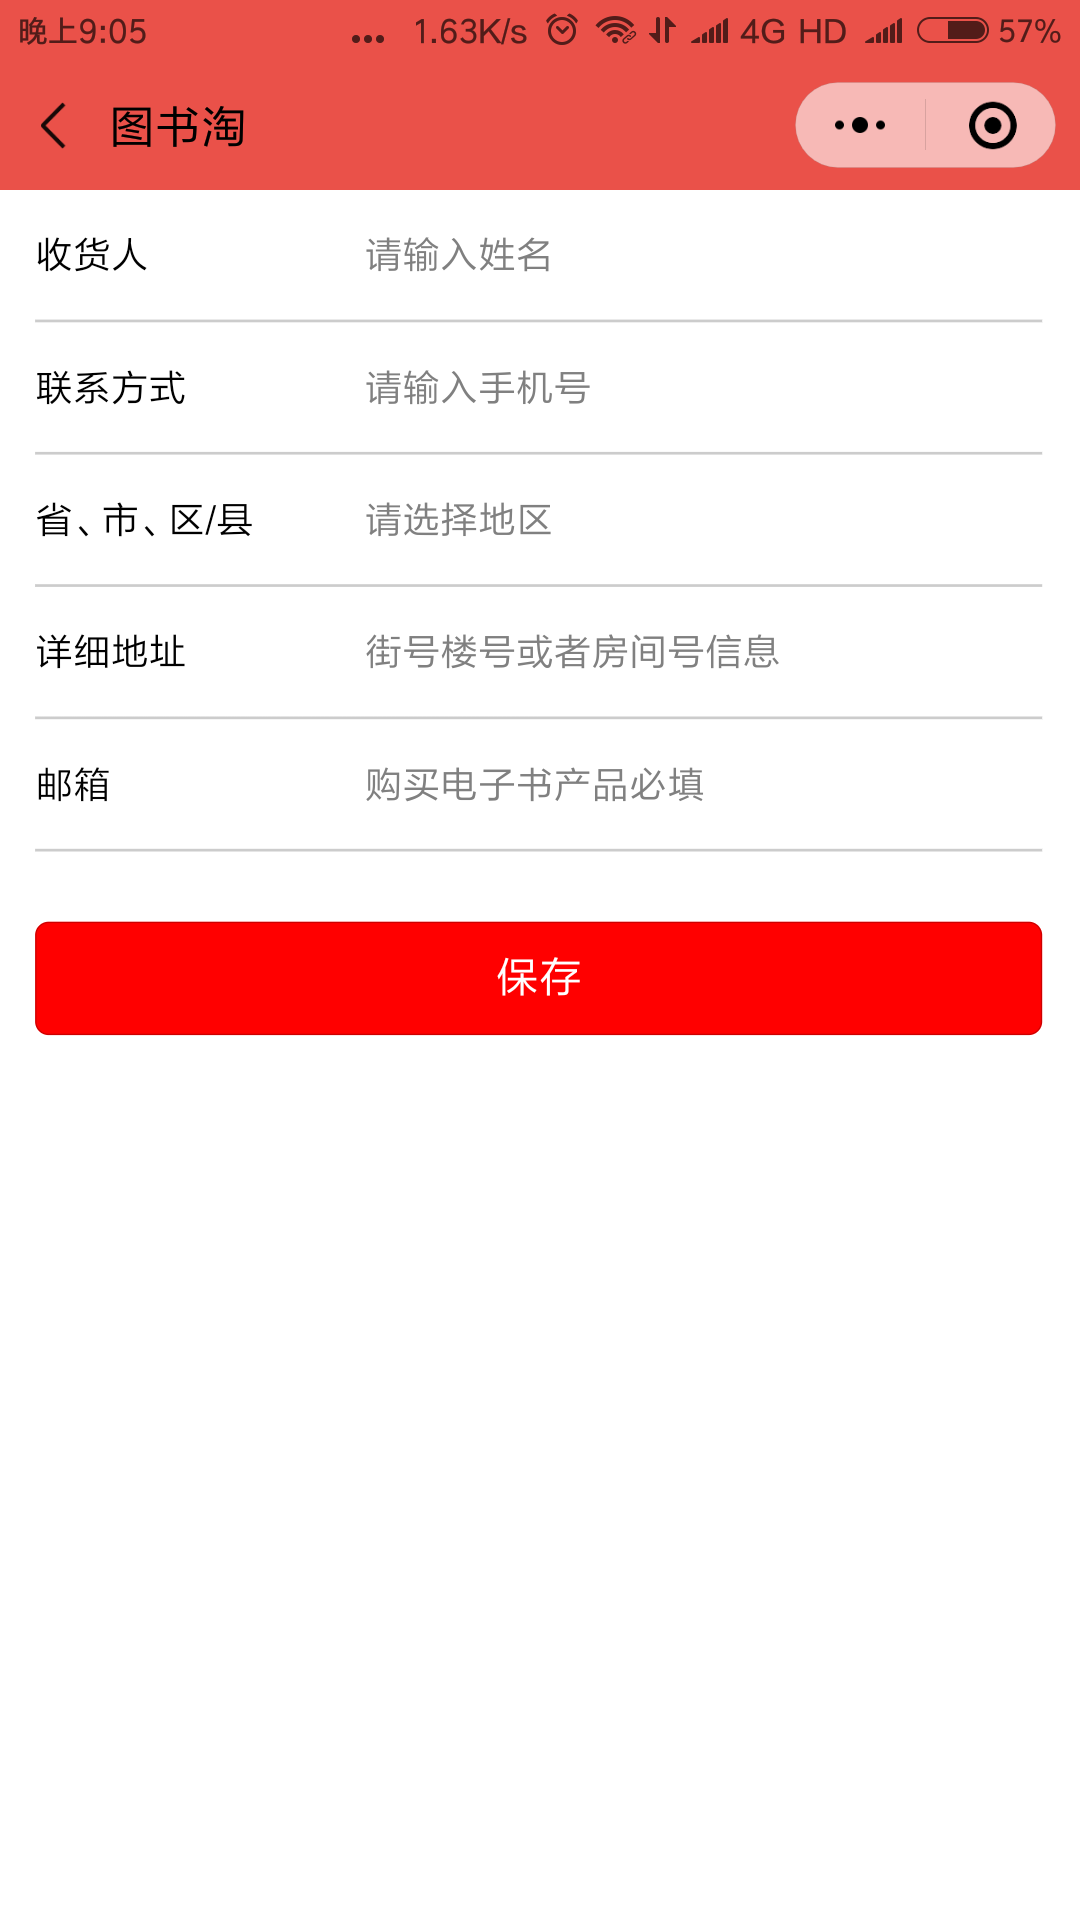 晚上9:05 ... 1.63K/s 4G HD 57%
图书淘
收货人 请输入姓名
联系方式 请输入手机号
省、市、区/县 请选择地区
详细地址 街号楼号或者房间号信息
邮箱 购买电子书产品必填
保存